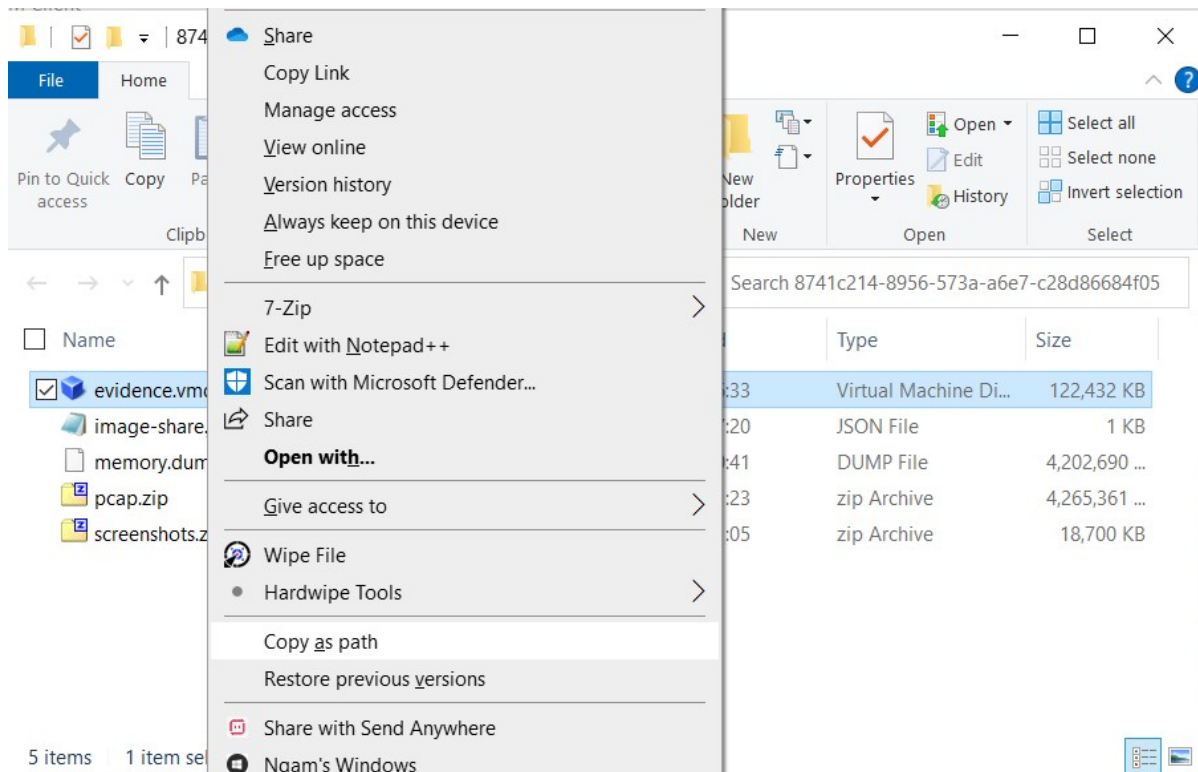 874
File
Home
Pin to Quick access
Copy
Clipb
Share
Copy Link
Manage access
View online
Version history
Always keep on this device
Free up space
7-Zip
Edit with Notepad++
Scan with Microsoft Defender...
Share
Open with...
Give access to
Wipe File
Hardwipe Tools
Copy as path
Restore previous versions
Share with Send Anywhere
Ngam's Windows
New
older
New
Properties
Open
Edit
History
Open
Select all
Select none
Invert selection
Select
Search 8741c214-8956-573a-a6e7-c28d86684f05
Name
Type
Size
evidence.vmd
:33
Virtual Machine Di...
122,432 KB
image-share.
:20
JSON File
1 KB
memory.dum
:41
DUMP File
4,202,690 ...
pcap.zip
:23
zip Archive
4,265,361 ...
screenshots.z
:05
zip Archive
18,700 KB
5 items
1 item sel